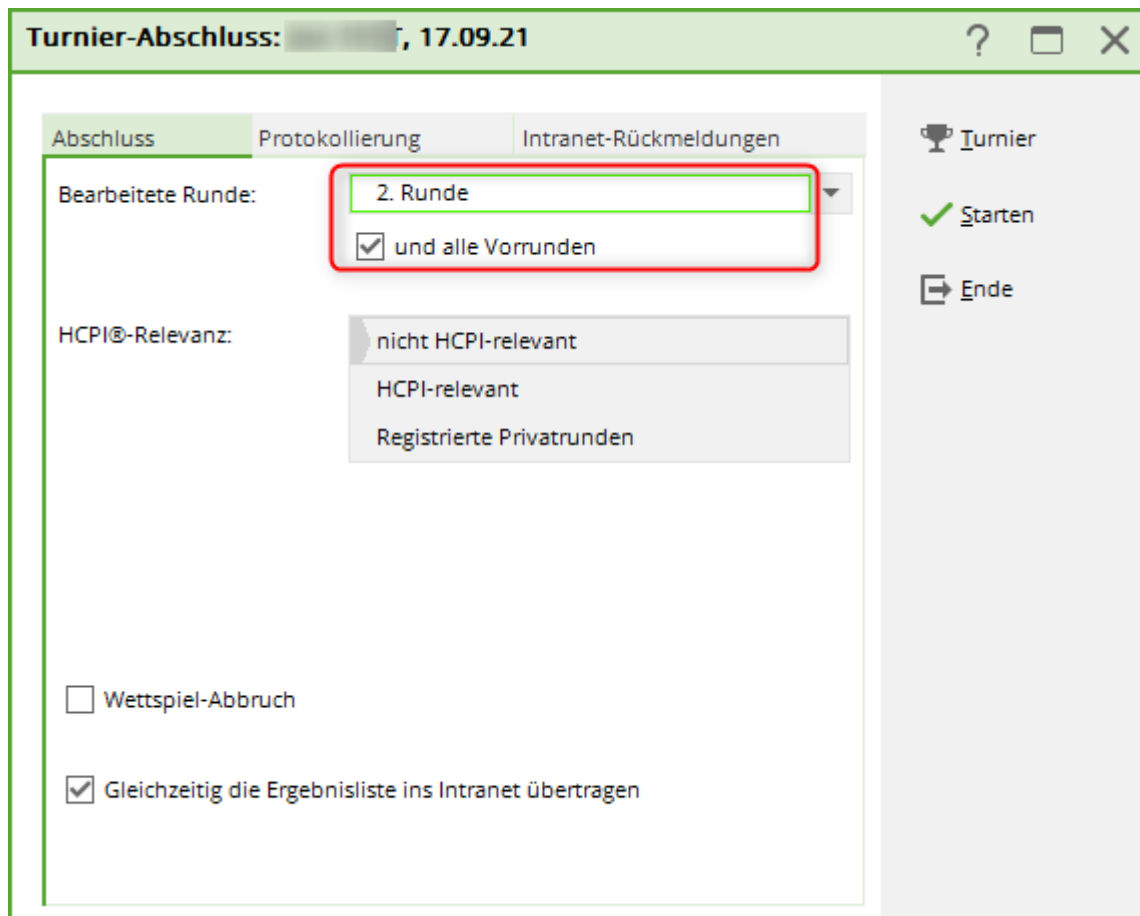 Turnier-Abschluss: , 17.09.21
Abschluss
Protokollierung
Intranet-Rückmeldungen
Bearbeitete Runde:
2. Runde
und alle Vorrunden
HCPI®-Relevanz:
nicht HCPI-relevant
HCPI-relevant
Registrierte Privatrunden
Wettspiel-Abbruch
Gleichzeitig die Ergebnisliste ins Intranet übertragen
Turnier
Starten
Ende